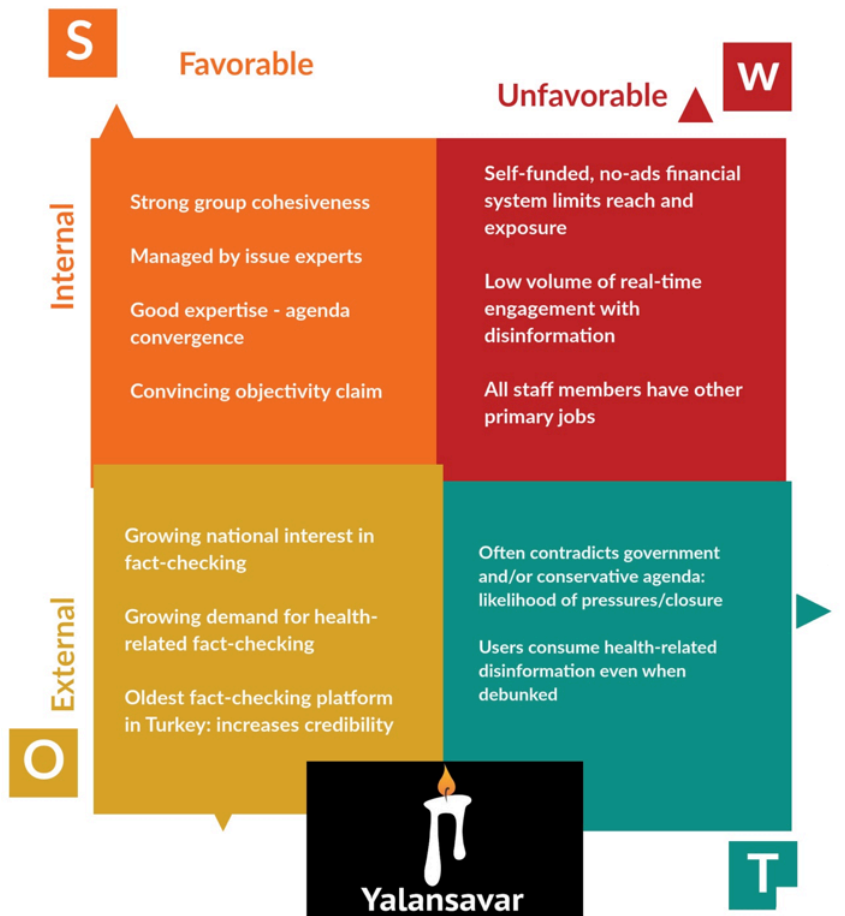 S
Favorable
Unfavorable
W
Internal
Strong group cohesiveness
Managed by issue experts
Good expertise - agenda
convergence
Convincing objectivity claim
Self-funded, no-ads financial
system limits reach and
exposure
Low volume of real-time
engagement with
disinformation
All staff members have other
primary jobs
External
Growing national interest in
fact-checking
Growing demand for health-
related fact-checking
Oldest fact-checking platform
in Turkey: increases credibility
Often contradicts government
and/or conservative agenda:
likelihood of pressures/closure
Users consume health-related
disinformation even when
debunked
O
Yalansavar
T